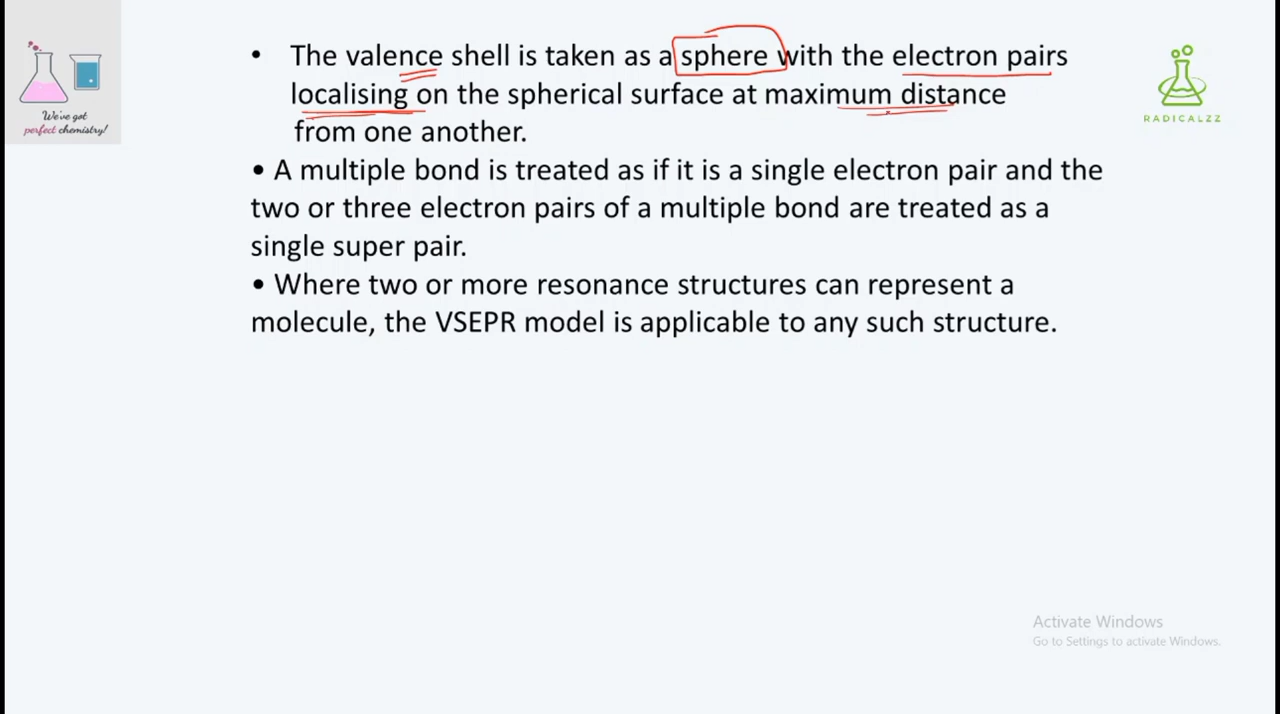 • The valence shell is taken as a sphere with the electron pairs
localising on the spherical surface at maximum distance
from one another.
• A multiple bond is treated as if it is a single electron pair and the
two or three electron pairs of a multiple bond are treated as a
single super pair.
• Where two or more resonance structures can represent a
molecule, the VSEPR model is applicable to any such structure.
We've got
perfect chemistry!
RADICALZZ
Activate Windows
Go to Settings to activate Windows.